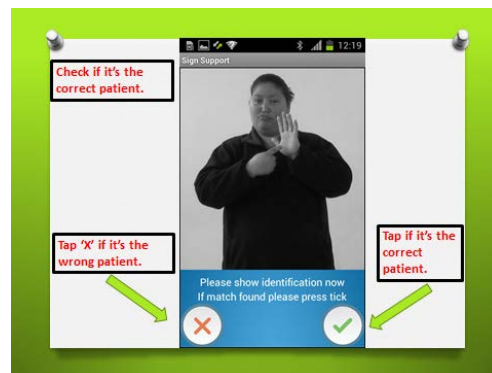 12:19
Sign Support
Check if it's the
correct patient.
Tap 'X' if it's the
wrong patient.
Tap if it's the
correct
patient.
Please show identification now
If match found please press tick